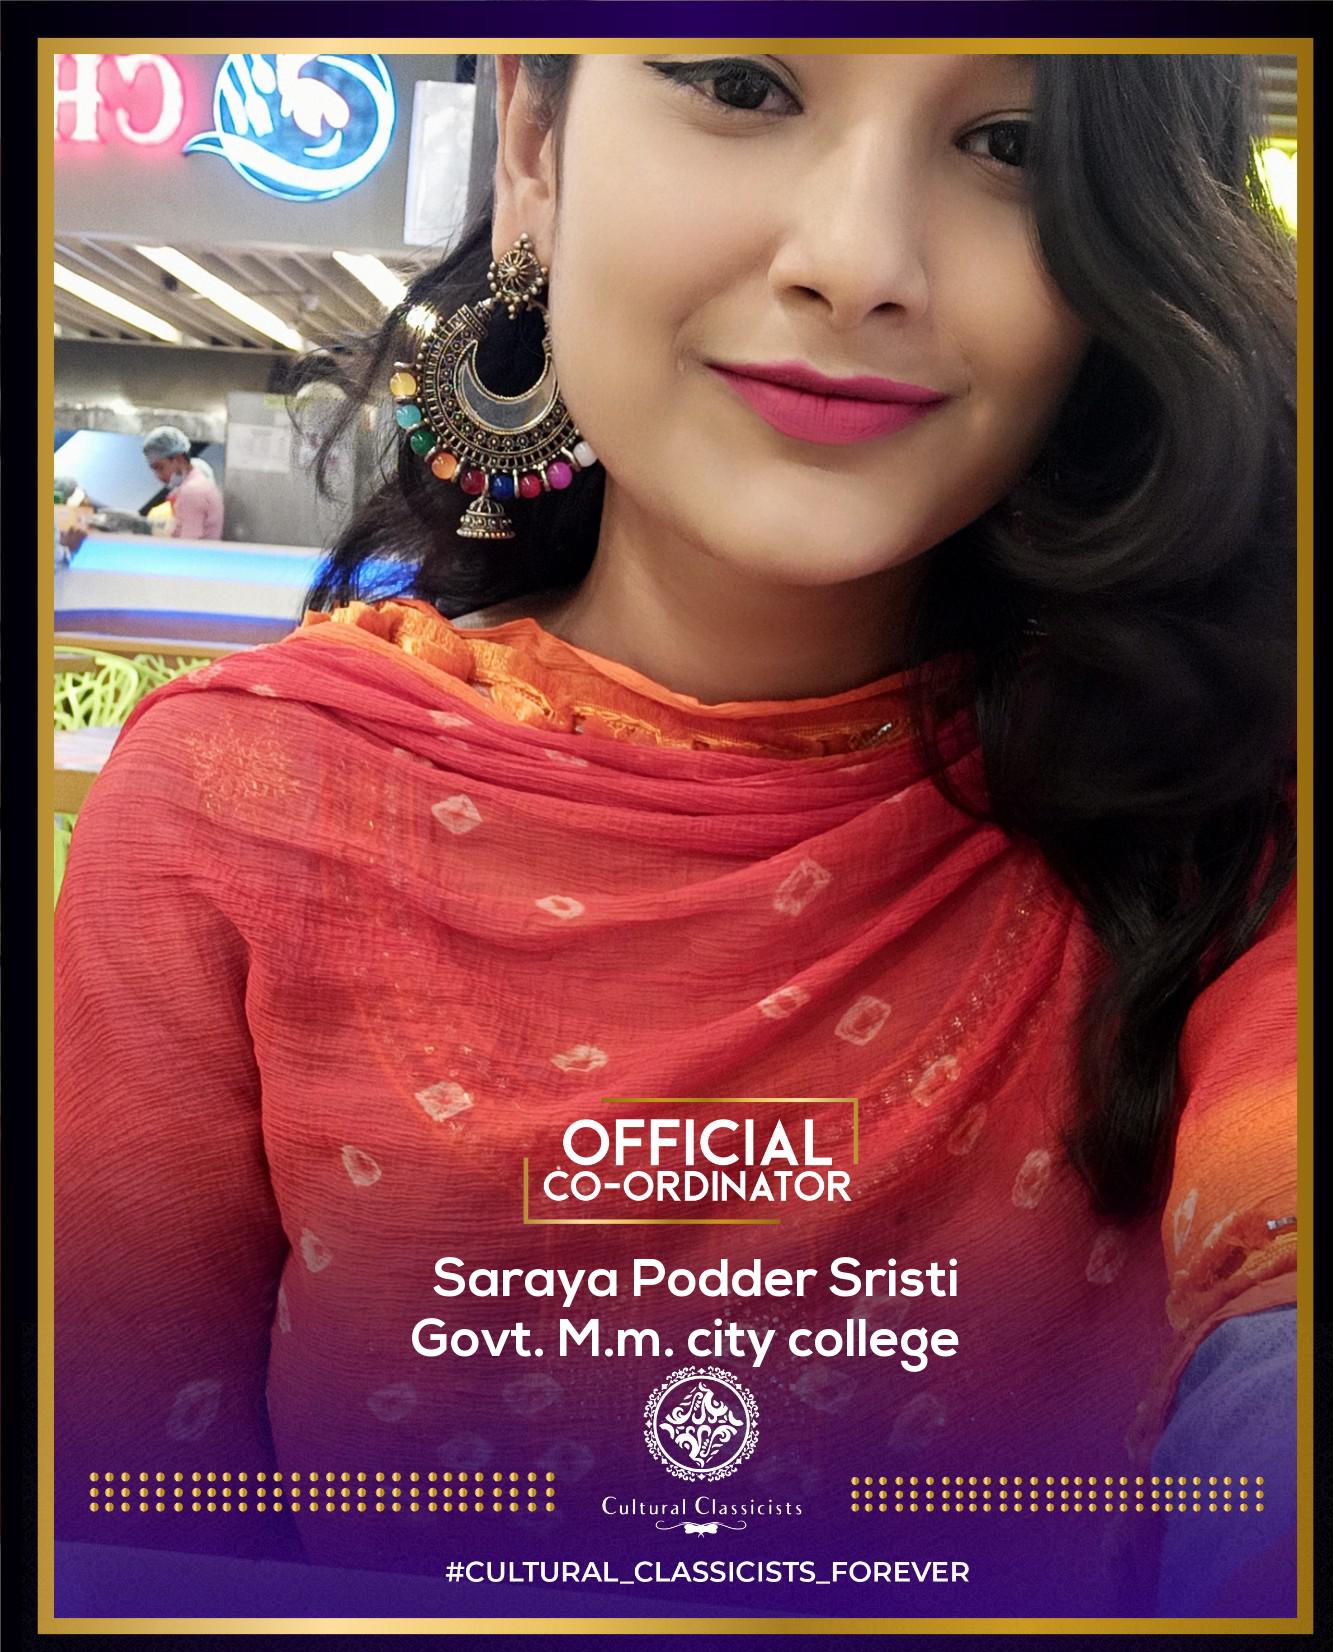 OFFICIAL
CO-ORDINATOR
Saraya Podder Sristi
Govt. M.m. city college
Cultural Classicists
#CULTURAL_CLASSICISTS_FOREVER